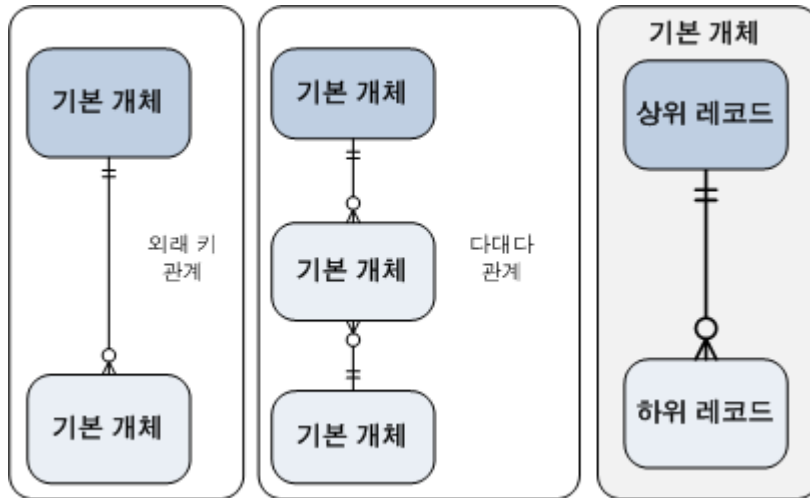 기본 개체
외래 키
관계
기본 개체
기본 개체
기본 개체
다대다
관계
기본 개체
기본 개체
상위 레코드
하위 레코드